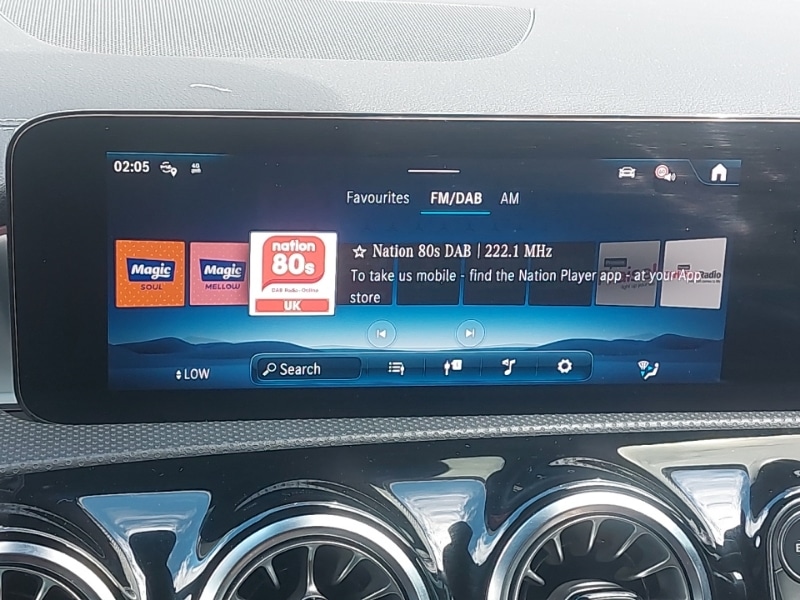 02:05
Favourites FM/DAB AM
Magic
SOUL
Magic
MELLOW
nation
80s
DAB Radio · Online
UK
Nation 80s DAB | 222.1 MHz
To take us mobile - find the Nation Player app - at your App
store
Radio
LOW
Search